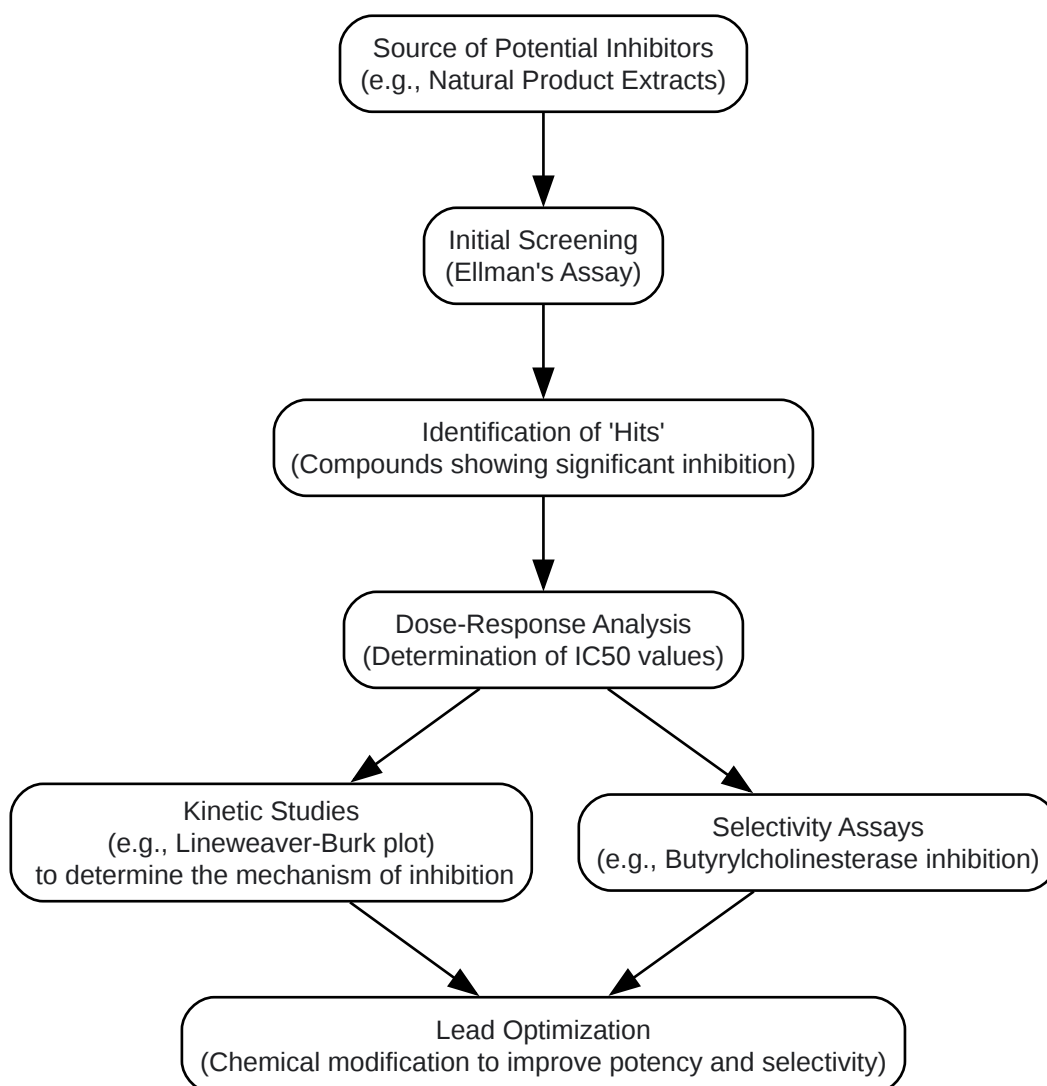 Source of Potential Inhibitors
(e.g., Natural Product Extracts)
Initial Screening
(Ellman's Assay)
Identification of 'Hits'
(Compounds showing significant inhibition)
Dose-Response Analysis
(Determination of IC50 values)
Kinetic Studies
(e.g., Lineweaver-Burk plot)
to determine the mechanism of inhibition
Selectivity Assays
(e.g., Butyrylcholinesterase inhibition)
Lead Optimization
(Chemical modification to improve potency and selectivity)